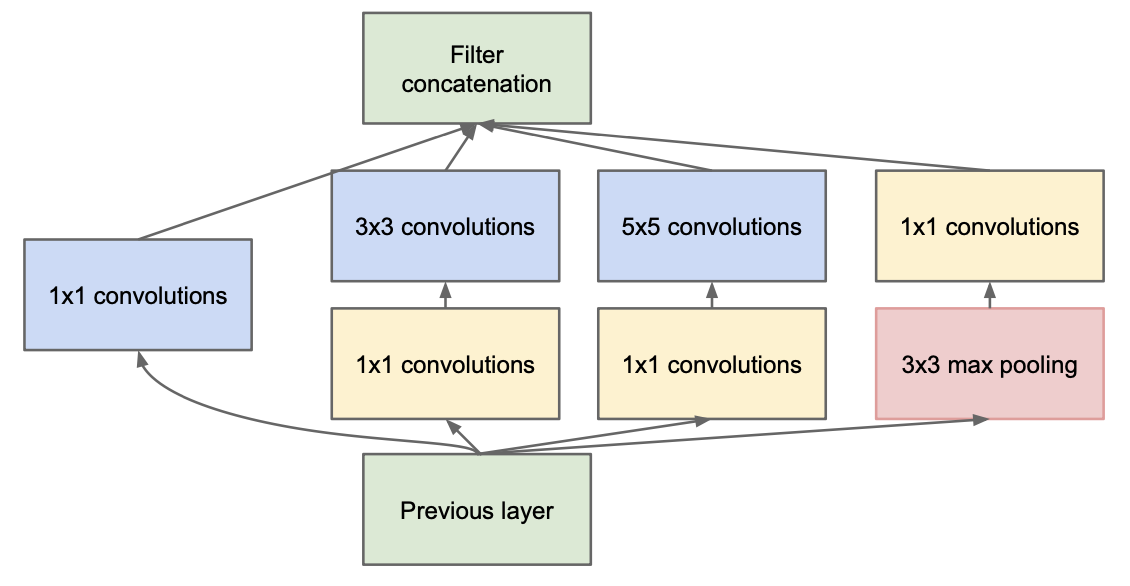 Filter
concatenation
3x3 convolutions
5x5 convolutions
1x1 convolutions
1x1 convolutions
1x1 convolutions
1x1 convolutions
3x3 max pooling
Previous layer